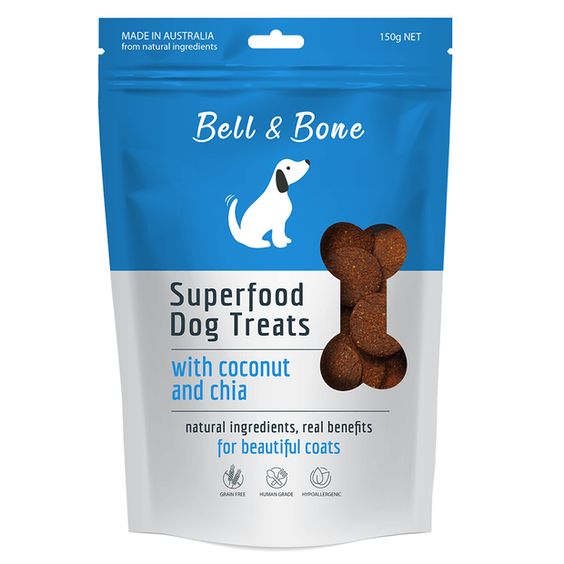 MADE IN AUSTRALIA
from natural ingredients
150g NET
Bell & Bone
Superfood
Dog Treats
with coconut
and chia
natural ingredients, real benefits
for beautiful coats
GRAIN FREE
HUMAN GRADE
HYPOALLERGENIC